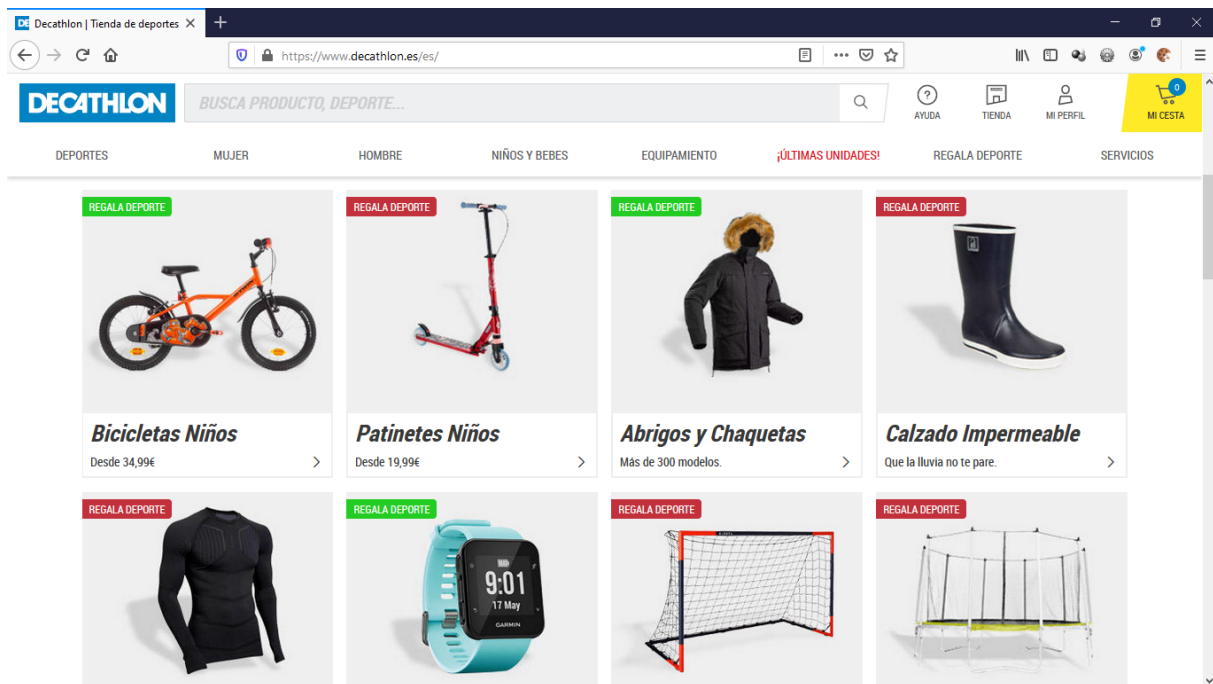 Decathlon | Tienda de deportes
https://www.decathlon.es/es/
DECATHLON
BUSCA PRODUCTO, DEPORTE...
AYUDA
TIENDA
MI PERFIL
0
MI CESTA
DEPORTES
MUJER
HOMBRE
NIÑOS Y BEBES
EQUIPAMIENTO
¡ÚLTIMAS UNIDADES!
REGALA DEPORTE
SERVICIOS
REGALA DEPORTE
Bicicletas Niños
Desde 34,99€
REGALA DEPORTE
Patinetes Niños
Desde 19,99€
REGALA DEPORTE
Abrigos y Chaquetas
Más de 300 modelos.
REGALA DEPORTE
Calzado Impermeable
Que la lluvia no te pare.
REGALA DEPORTE
REGALA DEPORTE
9:01
17 May
GARMIN
REGALA DEPORTE
REGALA DEPORTE